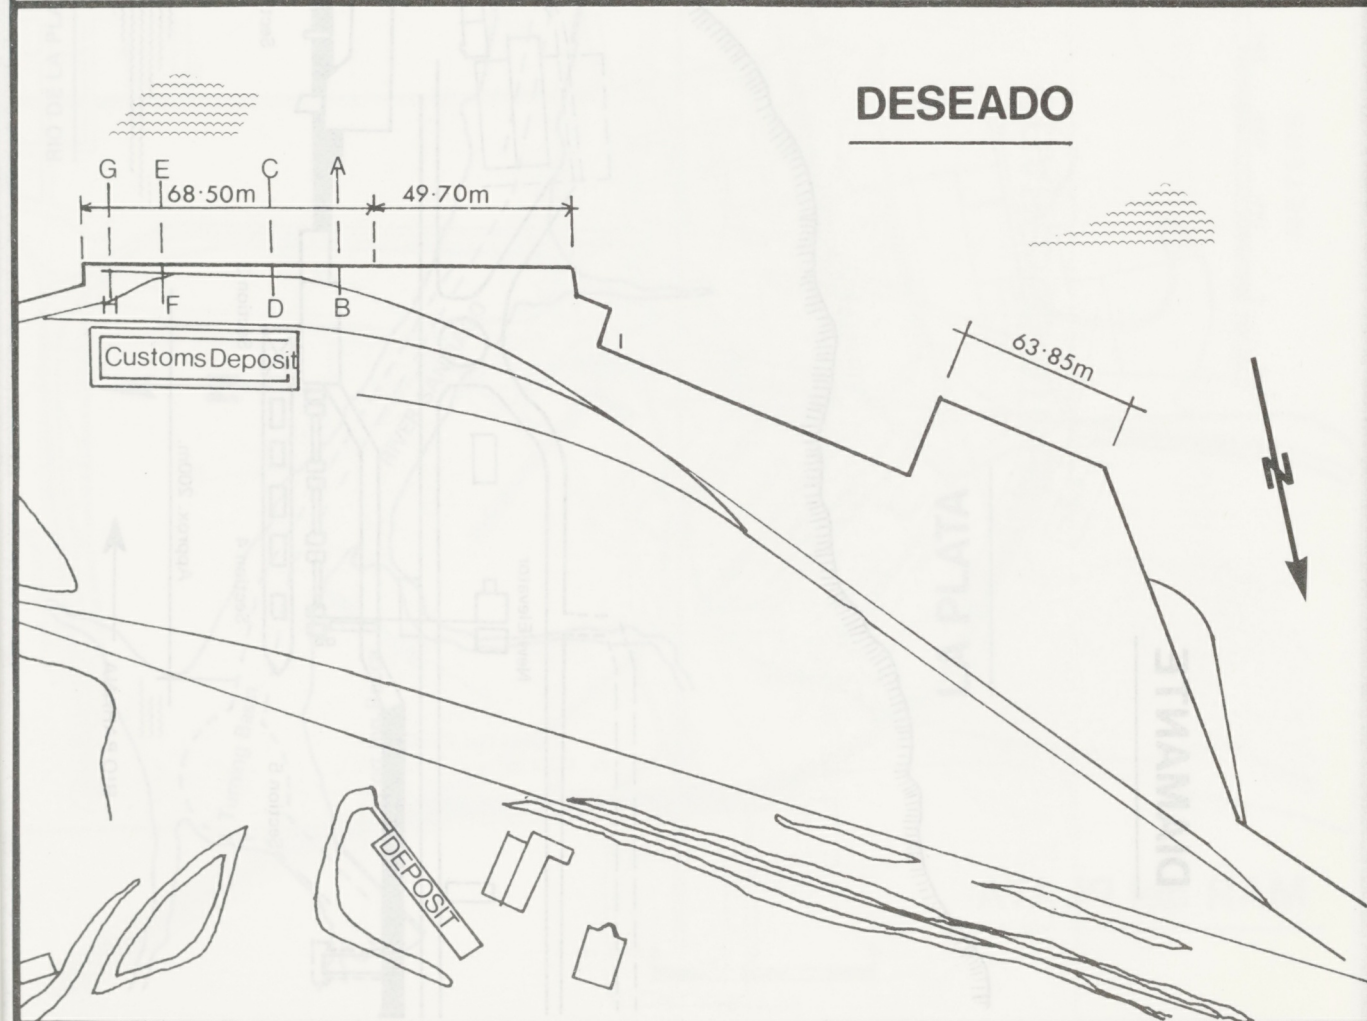 DESEADO
G E C A
68·50m 49·70m
H F D B
Customs Deposit
63·85m
N
DEPOSIT